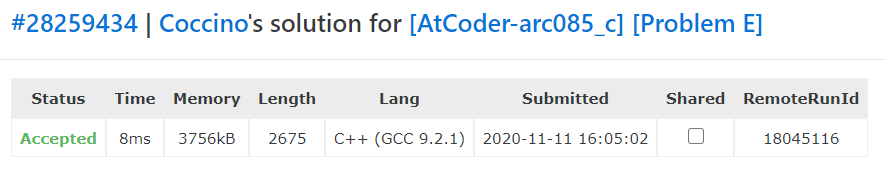 #28259434 | Coccino's solution for [AtCoder-arc085_c] [Problem E]
Status Time Memory Length Lang Submitted Shared RemoteRunId
Accepted 8ms 3756kB 2675 C++ (GCC 9.2.1) 2020-11-11 16:05:02 18045116